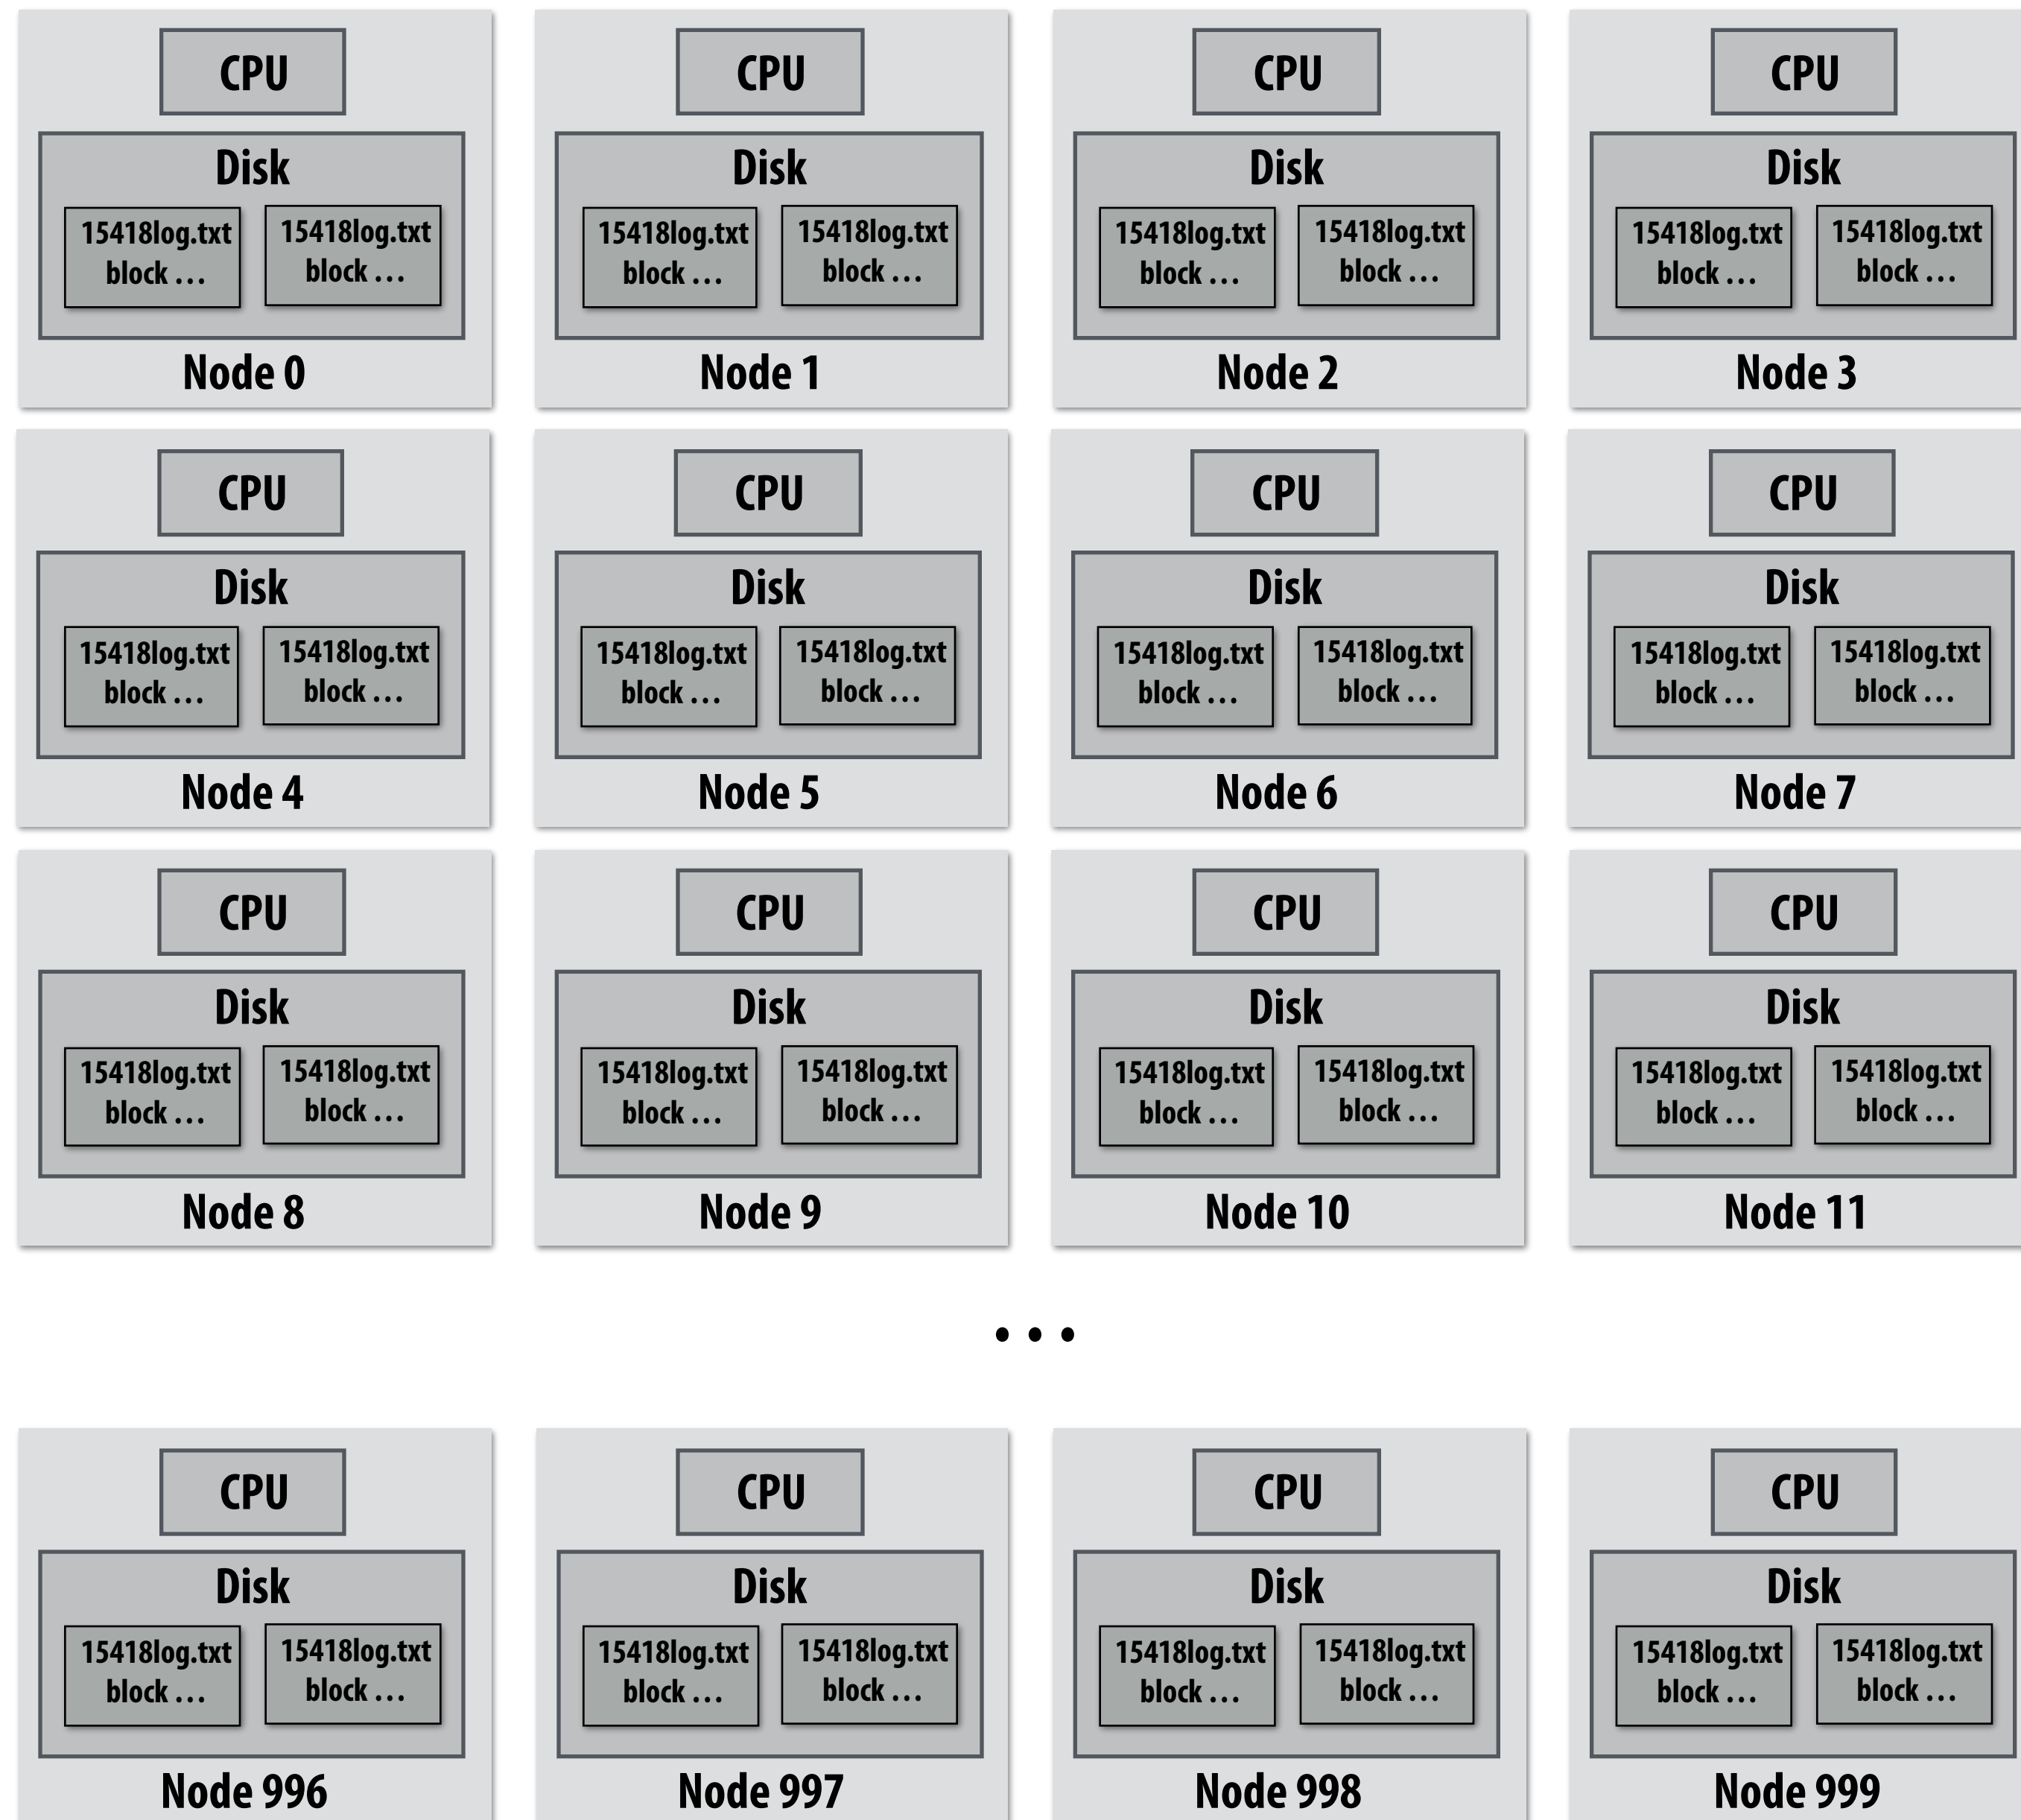 CPU CPU CPU CPU
Disk Disk Disk Disk
15418log.txt 15418log.txt 15418log.txt 15418log.txt 15418log.txt 15418log.txt 15418log.txt 15418log.txt
block ... block ... block ... block ... block ... block ... block ... block ...
Node 0 Node 1 Node 2 Node 3
CPU CPU CPU CPU
Disk Disk Disk Disk
15418log.txt 15418log.txt 15418log.txt 15418log.txt 15418log.txt 15418log.txt 15418log.txt 15418log.txt
block ... block ... block ... block ... block ... block ... block ... block ...
Node 4 Node 5 Node 6 Node 7
CPU CPU CPU CPU
Disk Disk Disk Disk
15418log.txt 15418log.txt 15418log.txt 15418log.txt 15418log.txt 15418log.txt 15418log.txt 15418log.txt
block ... block ... block ... block ... block ... block ... block ... block ...
Node 8 Node 9 Node 10 Node 11
...
CPU CPU CPU CPU
Disk Disk Disk Disk
15418log.txt 15418log.txt 15418log.txt 15418log.txt 15418log.txt 15418log.txt 15418log.txt 15418log.txt
block ... block ... block ... block ... block ... block ... block ... block ...
Node 996 Node 997 Node 998 Node 999